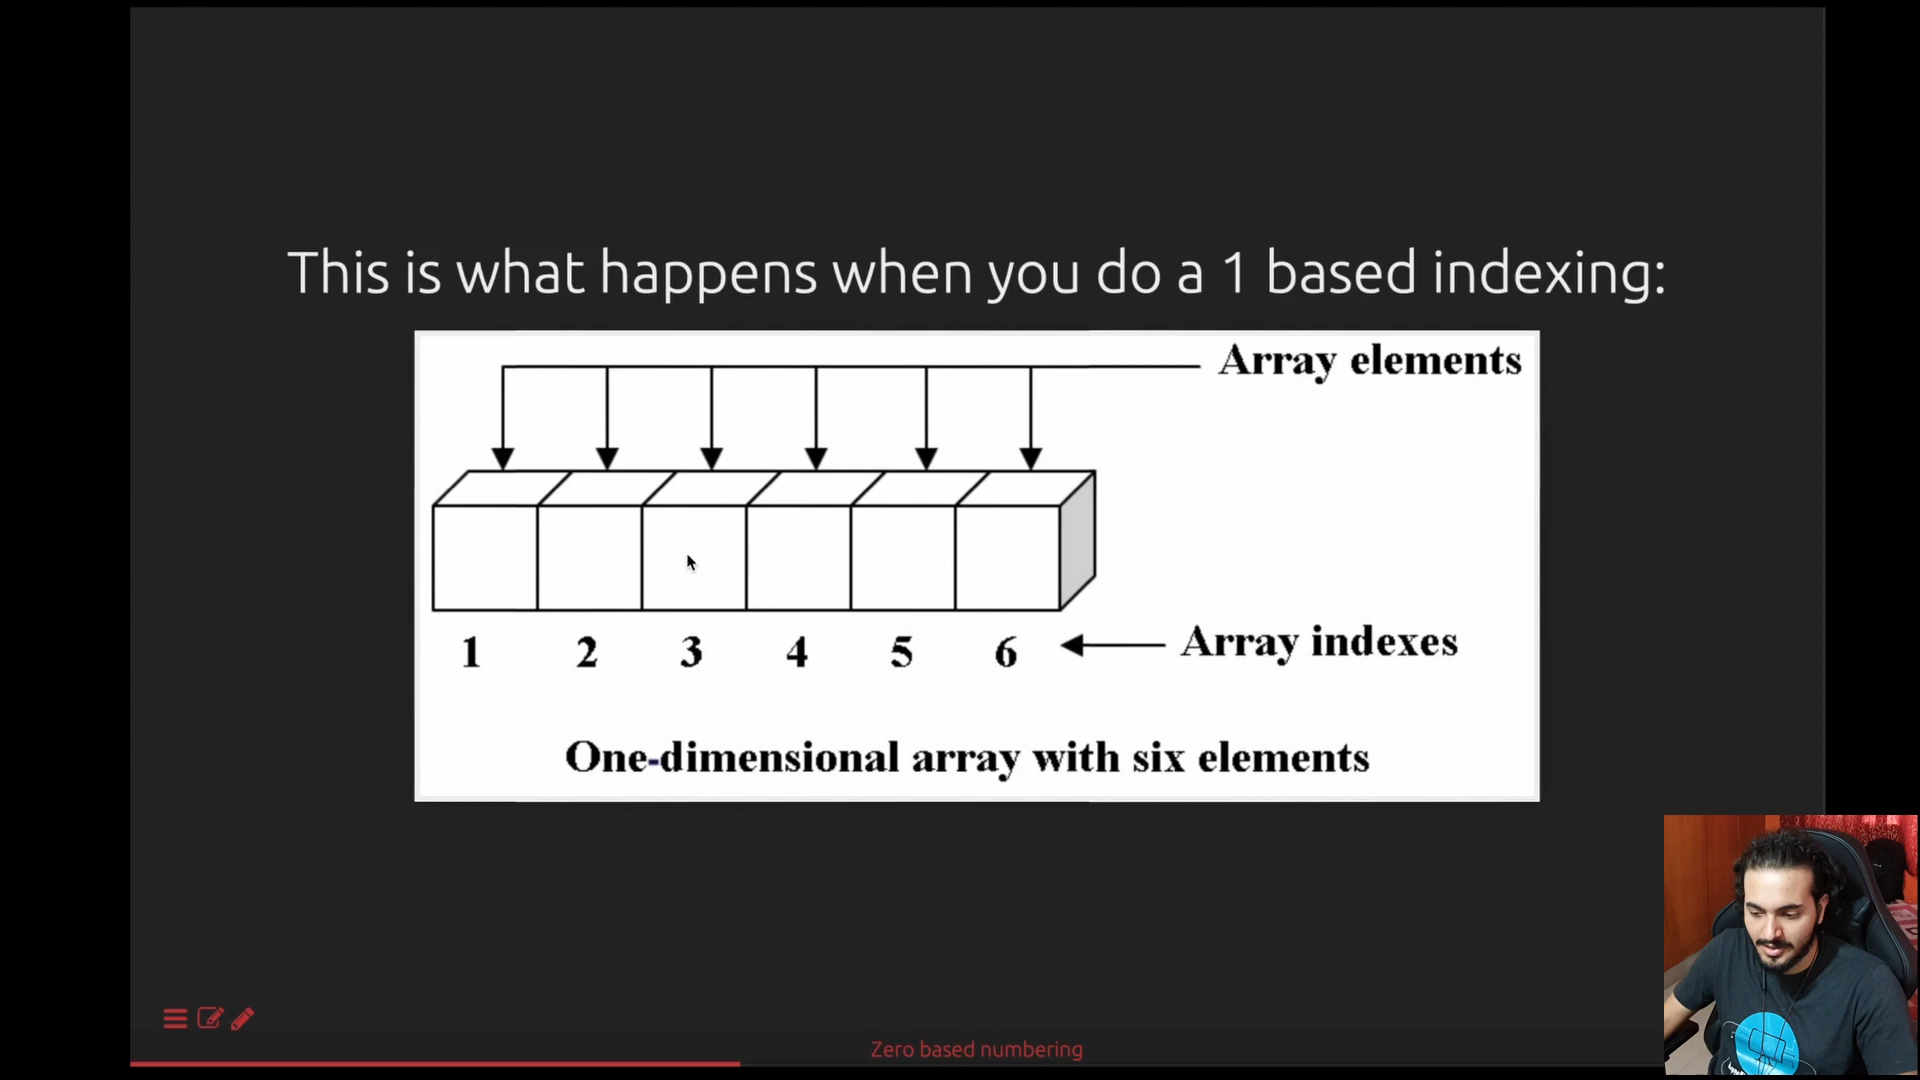 This is what happens when you do a 1 based indexing:
Array elements
1 2 3 4 5 6
Array indexes
One-dimensional array with six elements
Zero based numbering